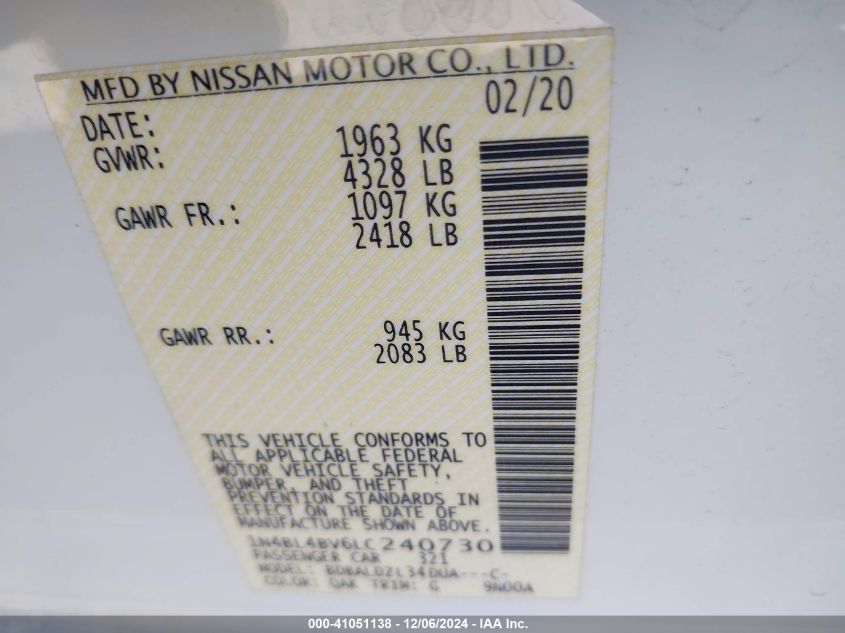 MFD BY NISSAN MOTOR CO., LTD.
DATE: 02/20
GVWR: 1963 KG
4328 LB
GAWR FR.: 1097 KG
2418 LB
GAWR RR.: 945 KG
2083 LB
THIS VEHICLE CONFORMS TO
ALL APPLICABLE FEDERAL
MOTOR VEHICLE SAFETY,
BUMPER, AND THEFT
PREVENTION STANDARDS IN
EFFECT ON THE DATE OF
MANUFACTURE SHOWN ABOVE.
1N4BL4BV6LC240730
PASSENGER CAR 321
MODEL:
COLOR: QAK TRIM: G 9N00A
000-41051138 - 12/06/2024 - IAA Inc.